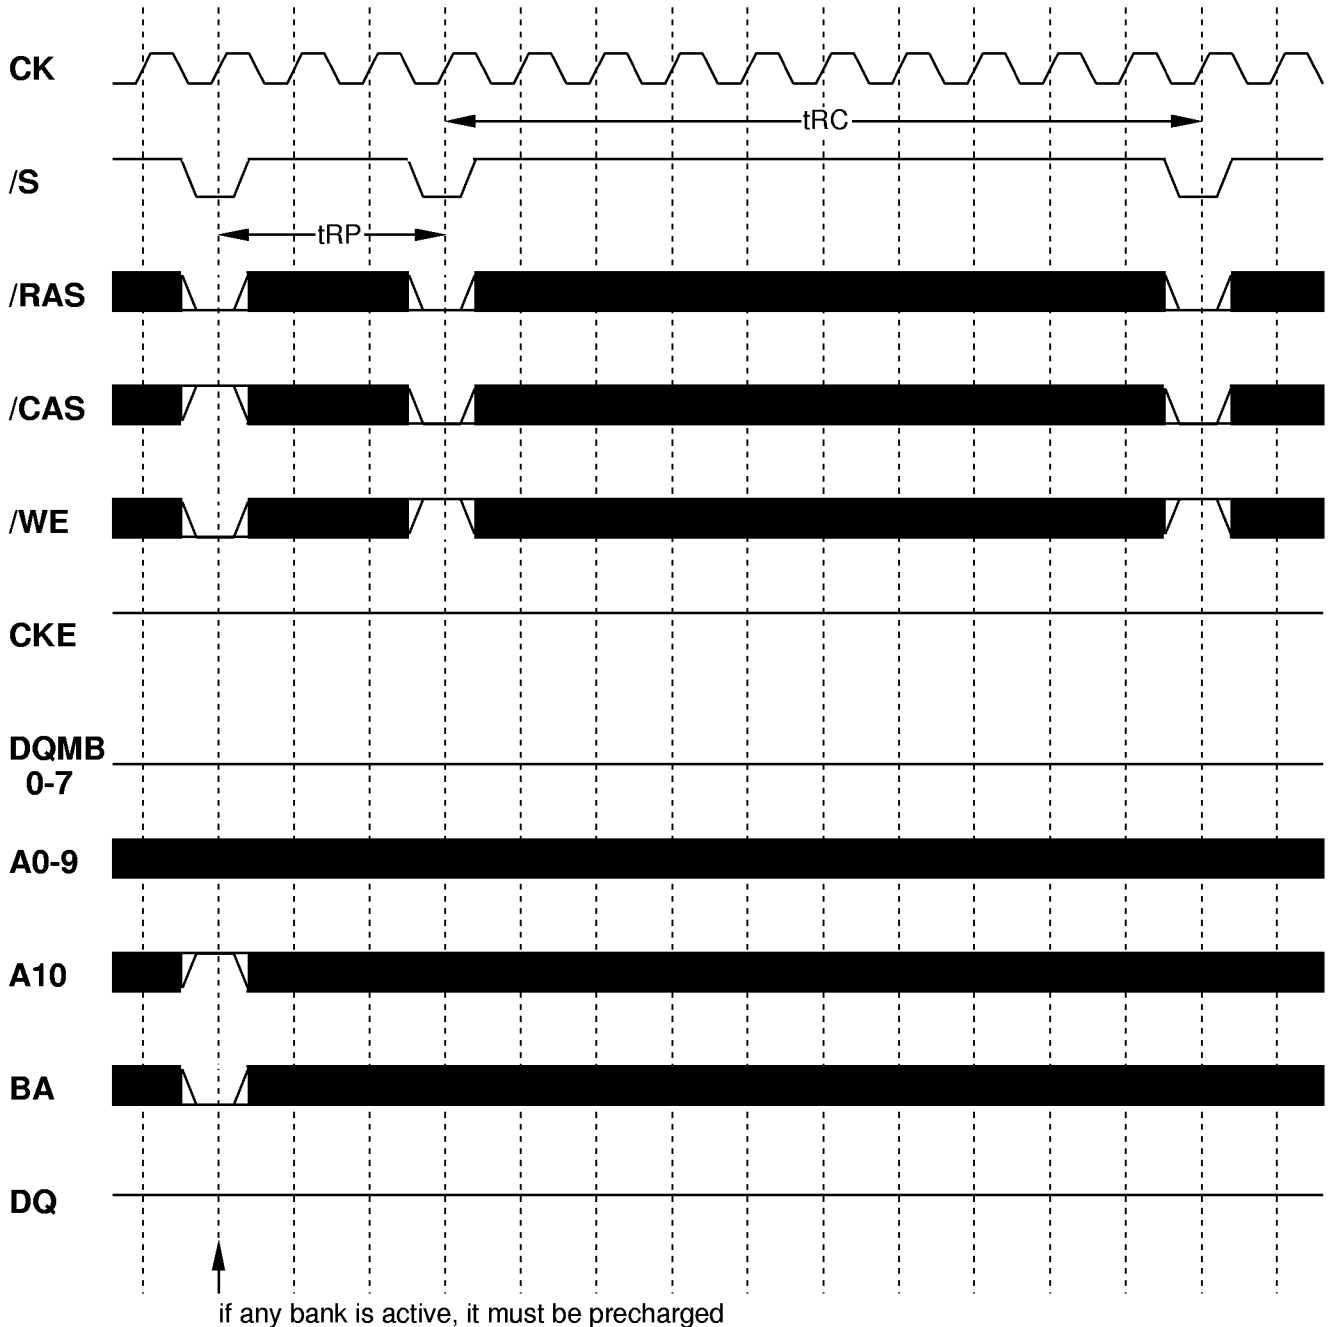 CK
tRC
/S
tRP
/RAS
/CAS
/WE
CKE
DQMB
0-7
A0-9
A10
BA
DQ
if any bank is active, it must be precharged